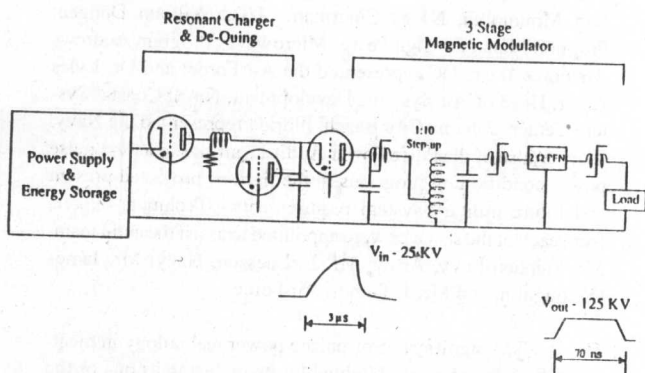 Resonant Charger
& De-Quing
3 Stage
Magnetic Modulator
Power Supply
Energy Storage
1:10
Step-up
2 Ω PFN
Load
V_in - 25 KV
3 μs
V_out - 125 KV
70 ns